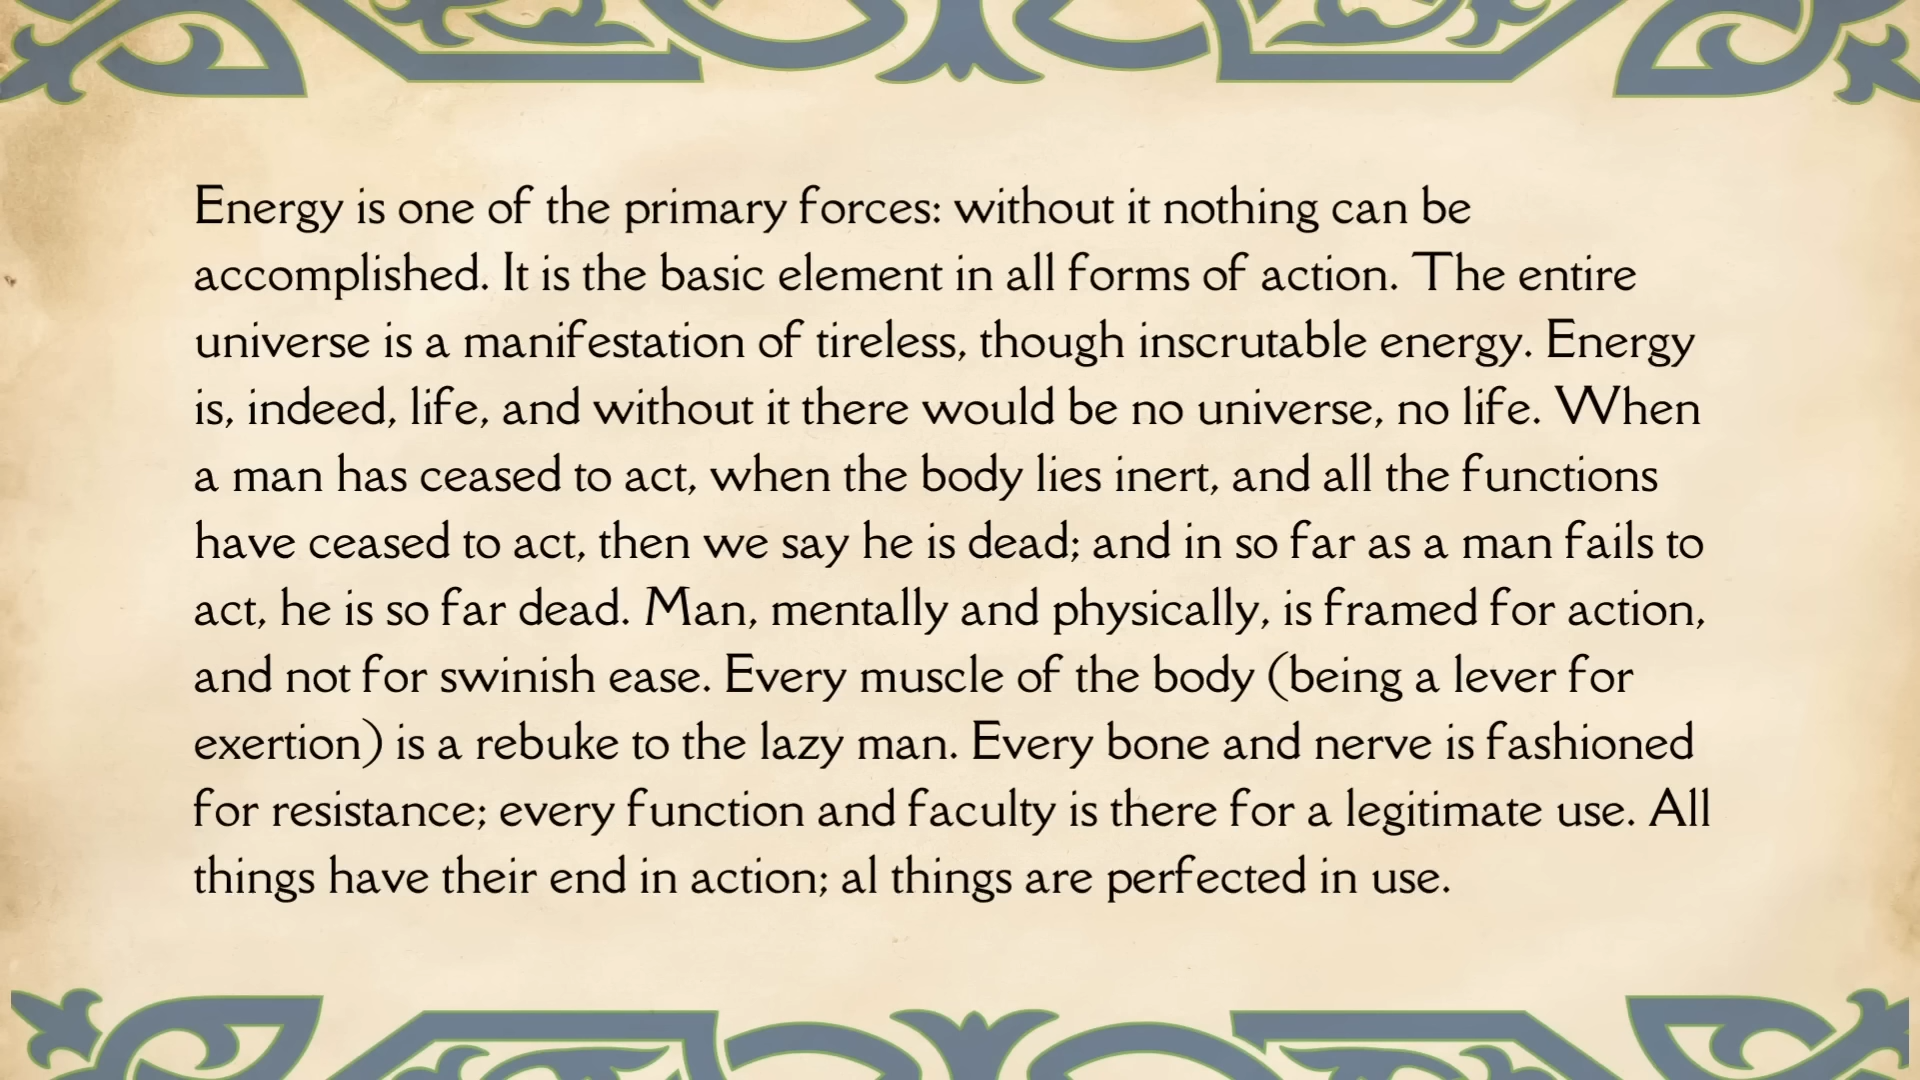 Energy is one of the primary forces: without it nothing can be
accomplished. It is the basic element in all forms of action. The entire
universe is a manifestation of tireless, though inscrutable energy. Energy
is, indeed, life, and without it there would be no universe, no life. When
a man has ceased to act, when the body lies inert, and all the functions
have ceased to act, then we say he is dead; and in so far as a man fails to
act, he is so far dead. Man, mentally and physically, is framed for action,
and not for swinish ease. Every muscle of the body (being a lever for
exertion) is a rebuke to the lazy man. Every bone and nerve is fashioned
for resistance; every function and faculty is there for a legitimate use. All
things have their end in action; al things are perfected in use.